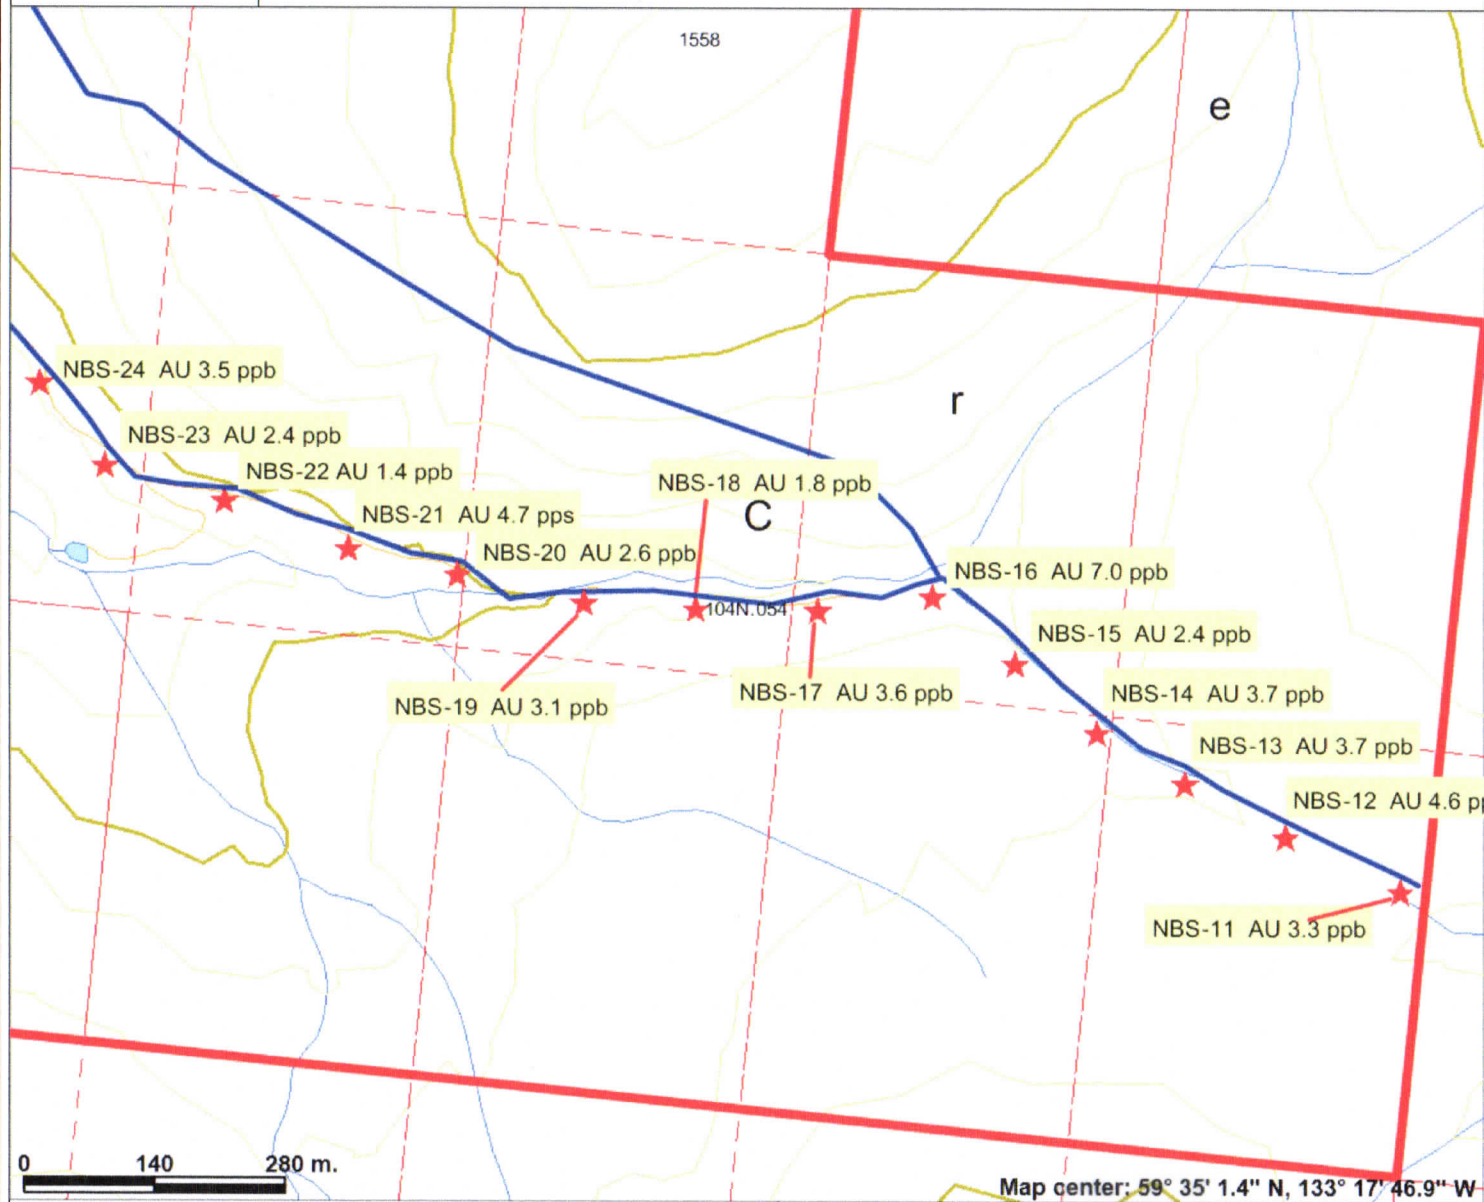 1558
e
r
NBS-24 AU 3.5 ppb
NBS-23 AU 2.4 ppb
NBS-22 AU 1.4 ppb
NBS-18 AU 1.8 ppb
NBS-21 AU 4.7 pps
C
NBS-20 AU 2.6 ppb
NBS-16 AU 7.0 ppb
104N.054
NBS-15 AU 2.4 ppb
NBS-19 AU 3.1 ppb
NBS-17 AU 3.6 ppb
NBS-14 AU 3.7 ppb
NBS-13 AU 3.7 ppb
NBS-12 AU 4.6
NBS-11 AU 3.3 ppb
0 140 280 m.
Map center: 59° 35' 1.4" N, 133° 17' 46.9" W